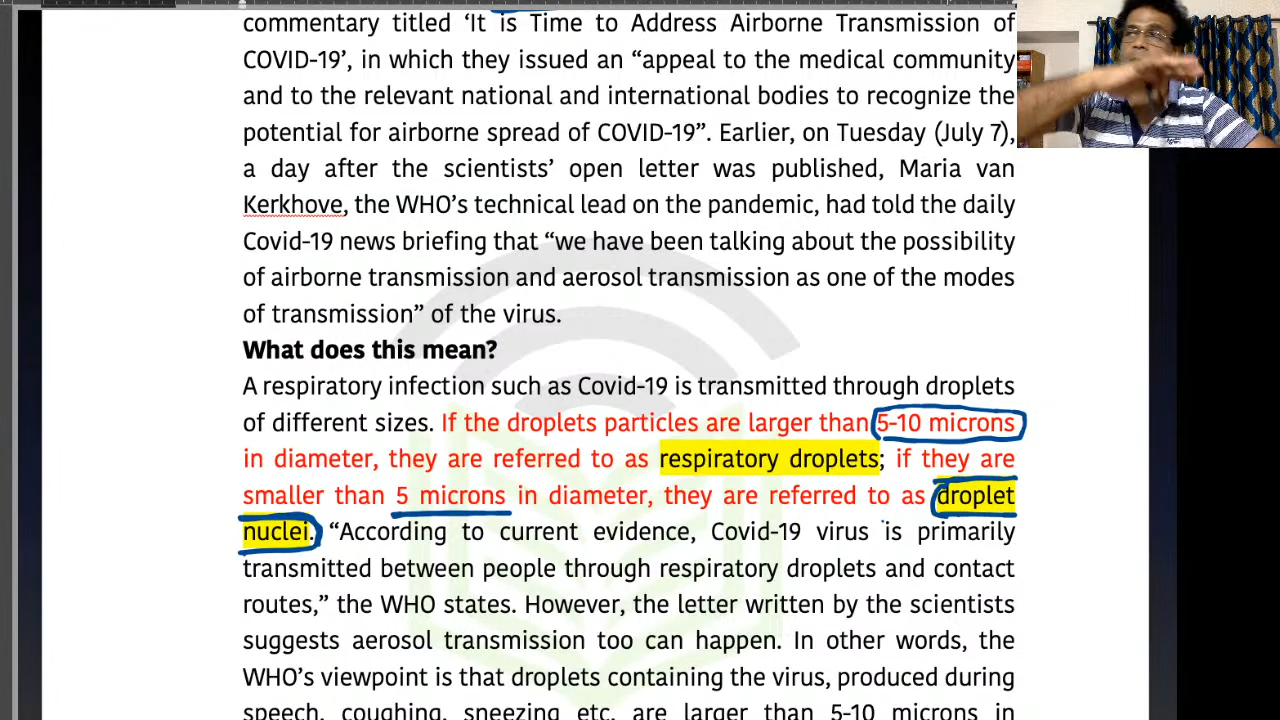 commentary titled ‘It is Time to Address Airborne Transmission of
COVID-19’, in which they issued an “appeal to the medical community
and to the relevant national and international bodies to recognize the
potential for airborne spread of COVID-19”. Earlier, on Tuesday (July 7),
a day after the scientists’ open letter was published, Maria van
Kerkhove, the WHO’s technical lead on the pandemic, had told the daily
Covid-19 news briefing that “we have been talking about the possibility
of airborne transmission and aerosol transmission as one of the modes
of transmission” of the virus.
What does this mean?
A respiratory infection such as Covid-19 is transmitted through droplets
of different sizes. If the droplets particles are larger than 5-10 microns
in diameter, they are referred to as respiratory droplets; if they are
smaller than 5 microns in diameter, they are referred to as droplet
nuclei. “According to current evidence, Covid-19 virus is primarily
transmitted between people through respiratory droplets and contact
routes,” the WHO states. However, the letter written by the scientists
suggests aerosol transmission too can happen. In other words, the
WHO’s viewpoint is that droplets containing the virus, produced during
speech, coughing, sneezing etc. are larger than 5-10 microns in